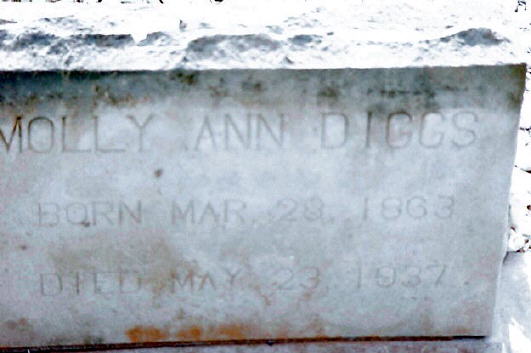 MOLLY ANN DIGGS
BORN MAR. 28, 1863
DIED MAY 23, 1937.